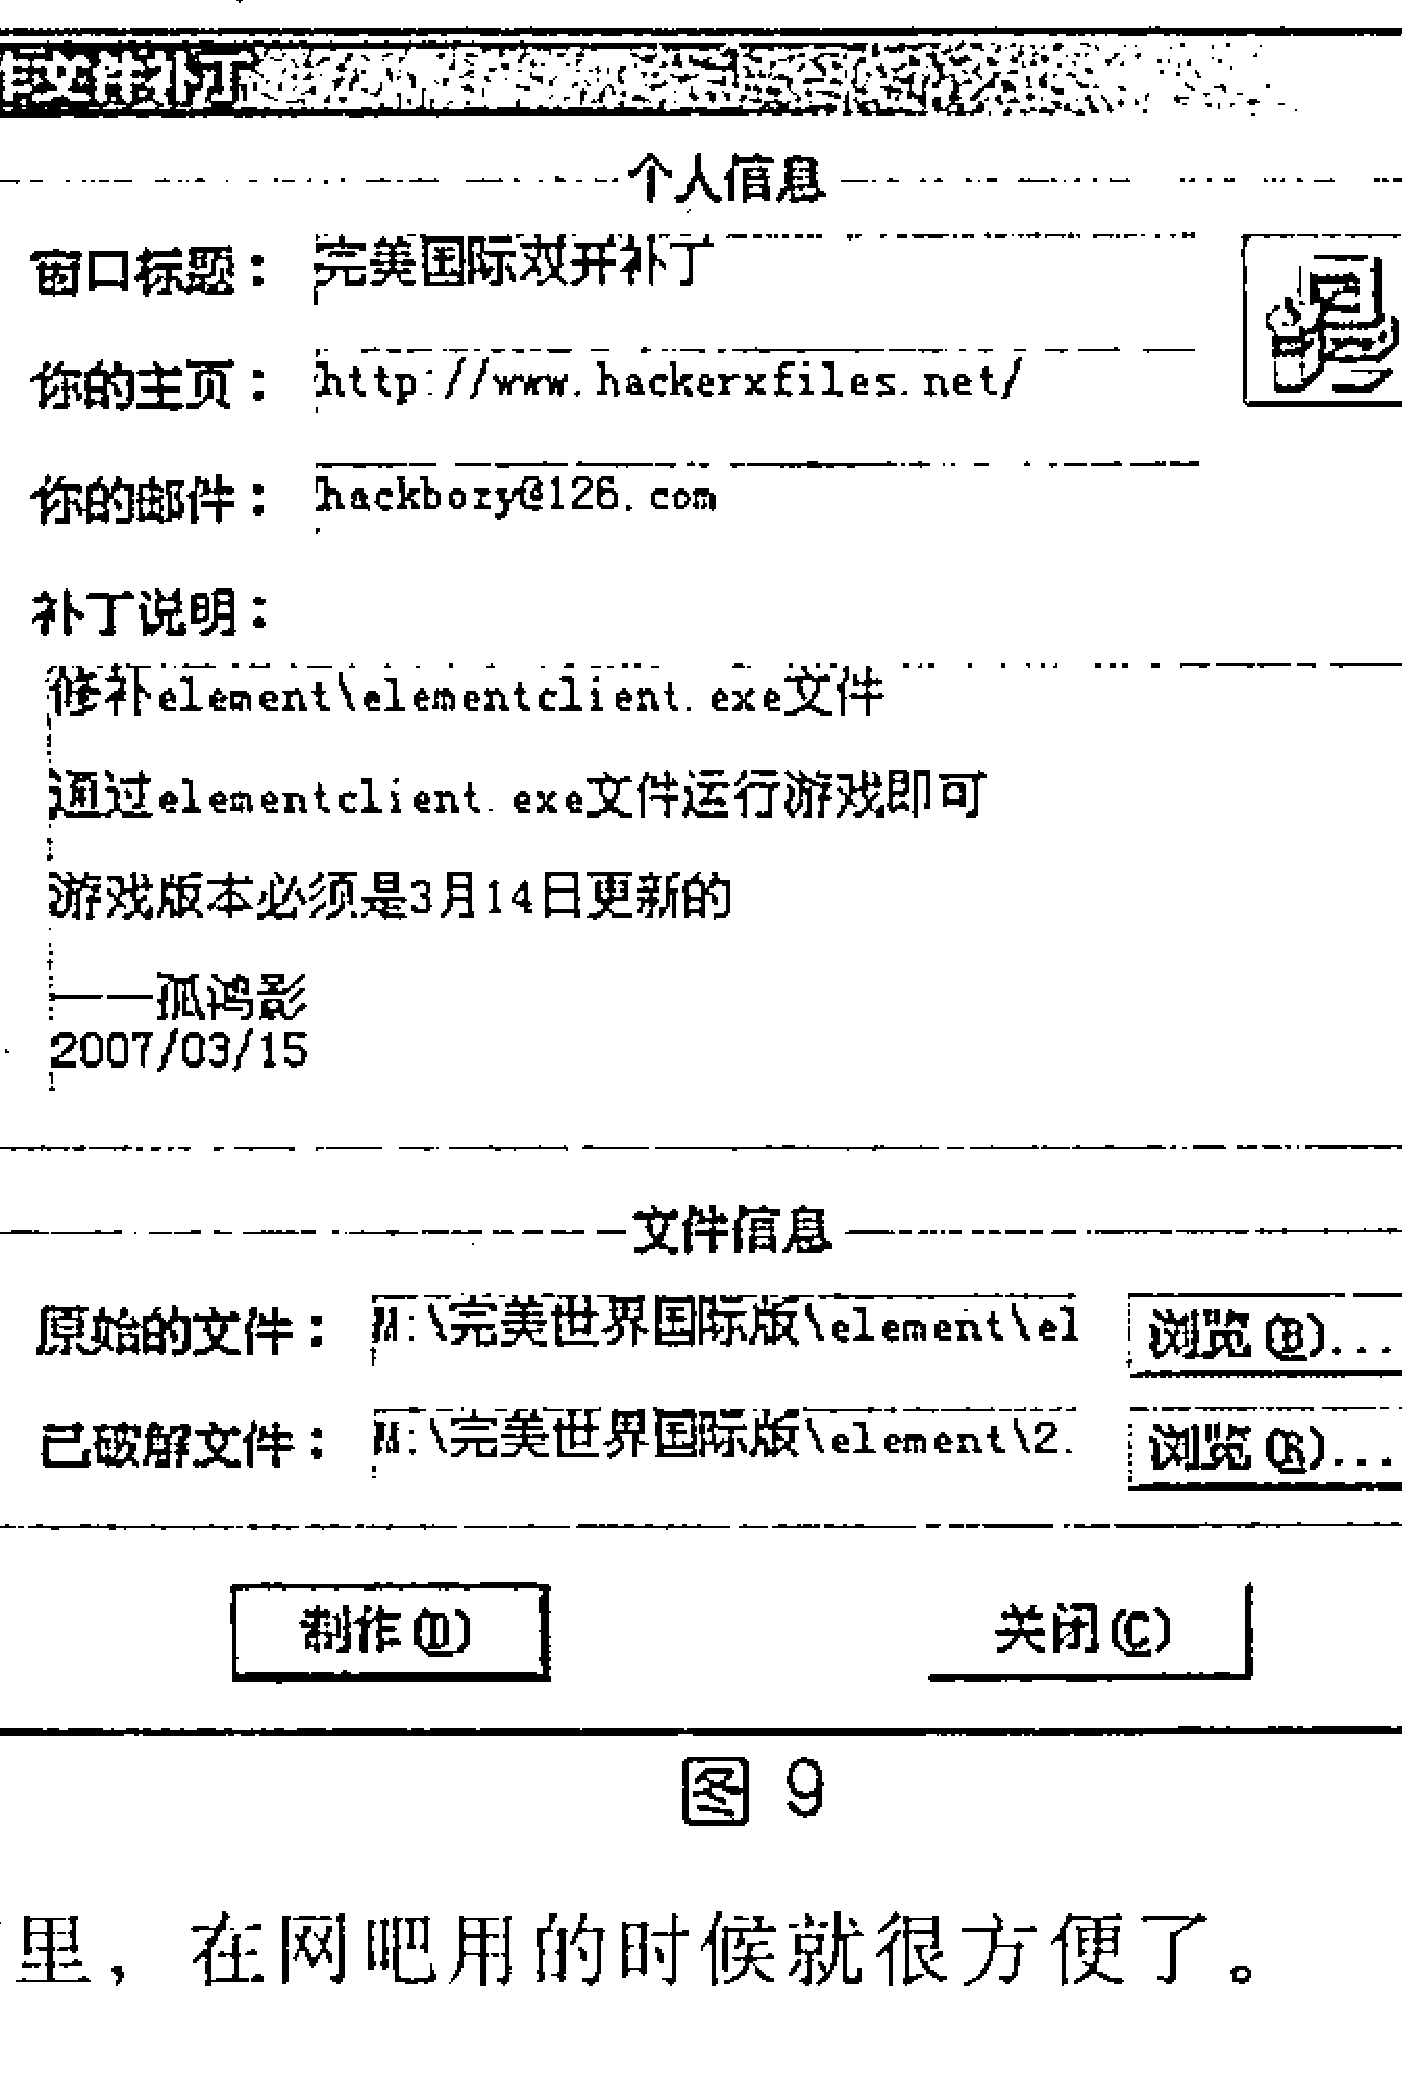 文件补丁
个人信息
窗口标题： 完美国际双开补丁
你的主页： http://www.hackerxfiles.net/
你的邮件： hackbory@126.com
补丁说明：
修补element\elementclient.exe文件
通过elementclient.exe文件运行游戏即可
游戏版本必须是3月14日更新的
——孤鸿影
2007/03/15
文件信息
原始的文件： M:\完美世界国际版\element\el 浏览(B)...
已破解文件： M:\完美世界国际版\element\2. 浏览(R)...
制作(D) 关闭(C)
图 9
里，在网吧用的时候就很方便了。